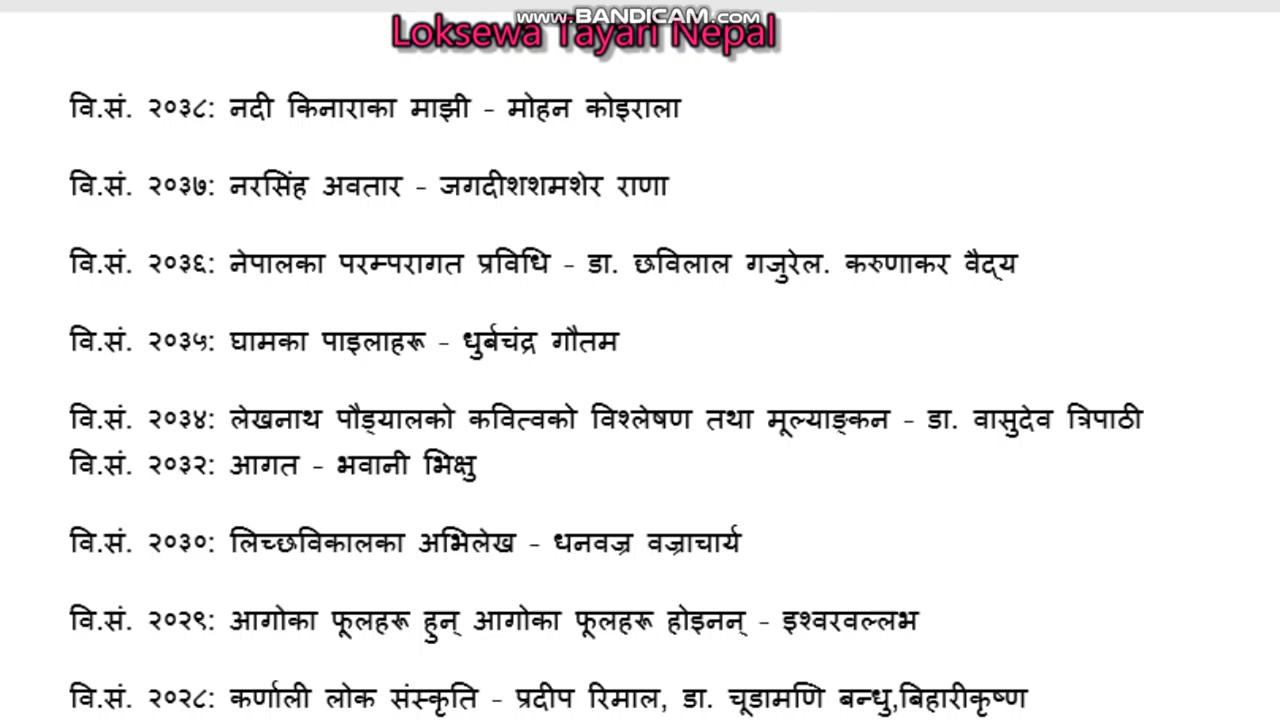 www.BANDICAM.com
Loksewa Tayari Nepal
वि.सं. २०३८: नदी किनाराका माझी - मोहन कोइराला
वि.सं. २०३७: नरसिंह अवतार - जगदीशशमशेर राणा
वि.सं. २०३६: नेपालका परम्परागत प्रविधि - डा. छविलाल गजुरेल. करुणाकर वैद्य
वि.सं. २०३५: घामका पाइलाहरू - धुर्बचंद्र गौतम
वि.सं. २०३४: लेखनाथ पौड्यालको कवित्वको विश्लेषण तथा मूल्याङ्कन - डा. वासुदेव त्रिपाठी
वि.सं. २०३२: आगत - भवानी भिक्षु
वि.सं. २०३०: लिच्छविकालका अभिलेख - धनवज्र वज्राचार्य
वि.सं. २०२९: आगोका फूलहरू हुन् आगोका फूलहरू होइनन् - इश्वरवल्लभ
वि.सं. २०२८: कर्णाली लोक संस्कृति - प्रदीप रिमाल, डा. चूडामणि बन्धु,बिहारीकृष्ण